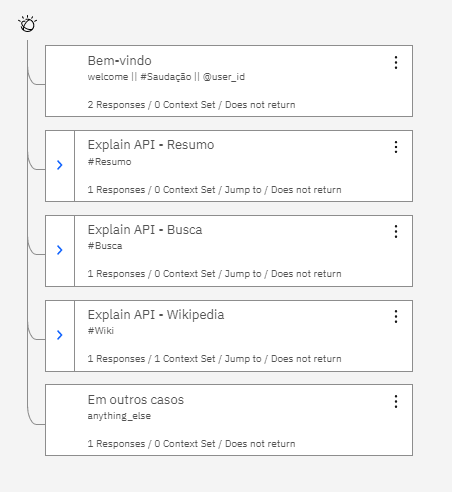 Bem-vindo
welcome || #Saudação || @user_id
2 Responses / 0 Context Set / Does not return
Explain API - Resumo
#Resumo
1 Responses / 0 Context Set / Jump to / Does not return
Explain API - Busca
#Busca
1 Responses / 0 Context Set / Jump to / Does not return
Explain API - Wikipedia
#Wiki
1 Responses / 1 Context Set / Jump to / Does not return
Em outros casos
anything_else
1 Responses / 0 Context Set / Does not return